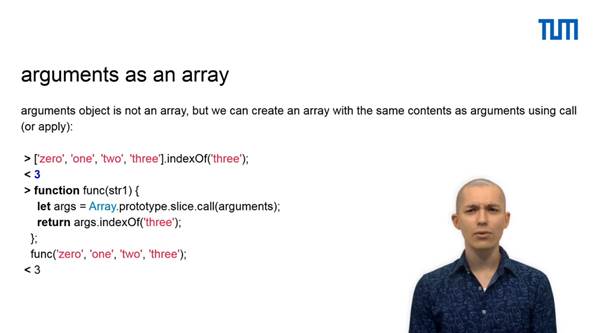 TUM
arguments as an array
arguments object is not an array, but we can create an array with the same contents as arguments using call
(or apply):
> ['zero', 'one', 'two', 'three'].indexOf('three');
< 3
> function func(str1) {
let args = Array.prototype.slice.call(arguments);
return args.indexOf('three');
};
func('zero', 'one', 'two', 'three');
< 3